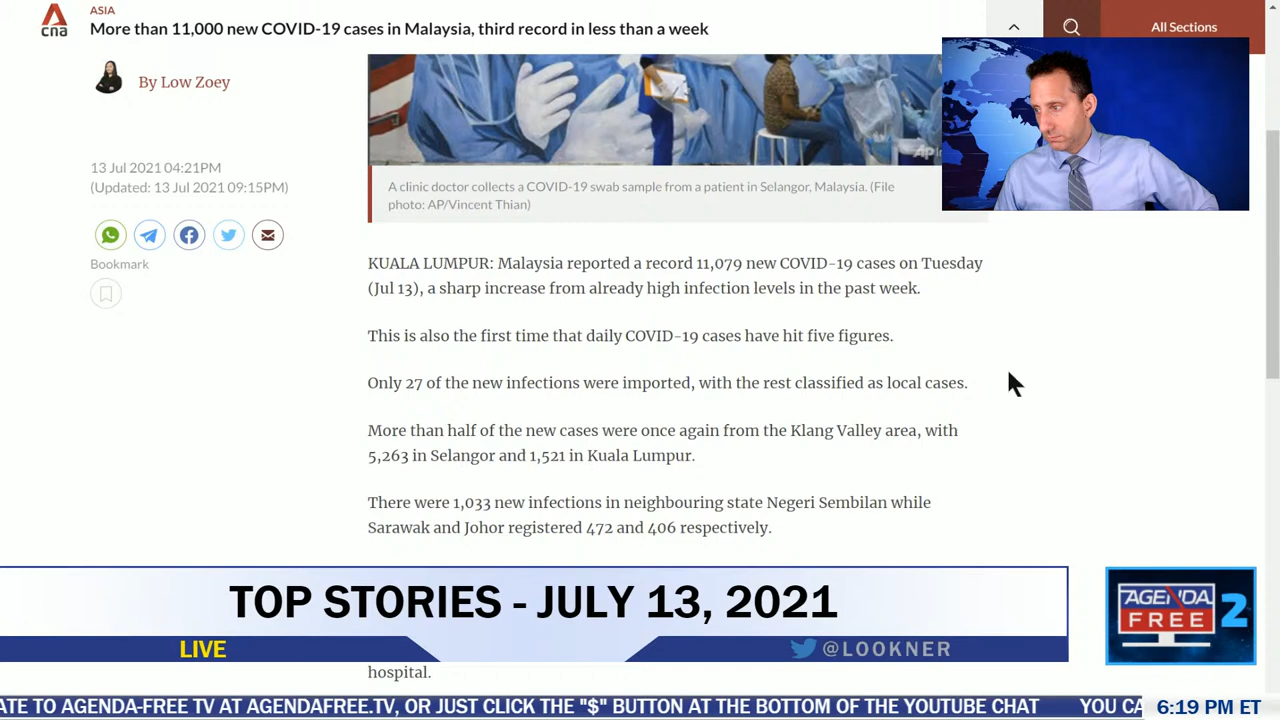 cna
ASIA
More than 11,000 new COVID-19 cases in Malaysia, third record in less than a week
All Sections
By Low Zoey
13 Jul 2021 04:21PM
(Updated: 13 Jul 2021 09:15PM)
Bookmark
AP
A clinic doctor collects a COVID-19 swab sample from a patient in Selangor, Malaysia. (File
photo: AP/Vincent Thian)
KUALA LUMPUR: Malaysia reported a record 11,079 new COVID-19 cases on Tuesday
(Jul 13), a sharp increase from already high infection levels in the past week.
This is also the first time that daily COVID-19 cases have hit five figures.
Only 27 of the new infections were imported, with the rest classified as local cases.
More than half of the new cases were once again from the Klang Valley area, with
5,263 in Selangor and 1,521 in Kuala Lumpur.
There were 1,033 new infections in neighbouring state Negeri Sembilan while
Sarawak and Johor registered 472 and 406 respectively.
TOP STORIES - JULY 13, 2021
LIVE
@LOOKNER
AGENDA
FREE 2
hospital.
ATE TO AGENDA-FREE TV AT AGENDAFREE.TV, OR JUST CLICK THE "$" BUTTON AT THE BOTTOM OF THE YOUTUBE CHAT YOU CA
6:19 PM ET